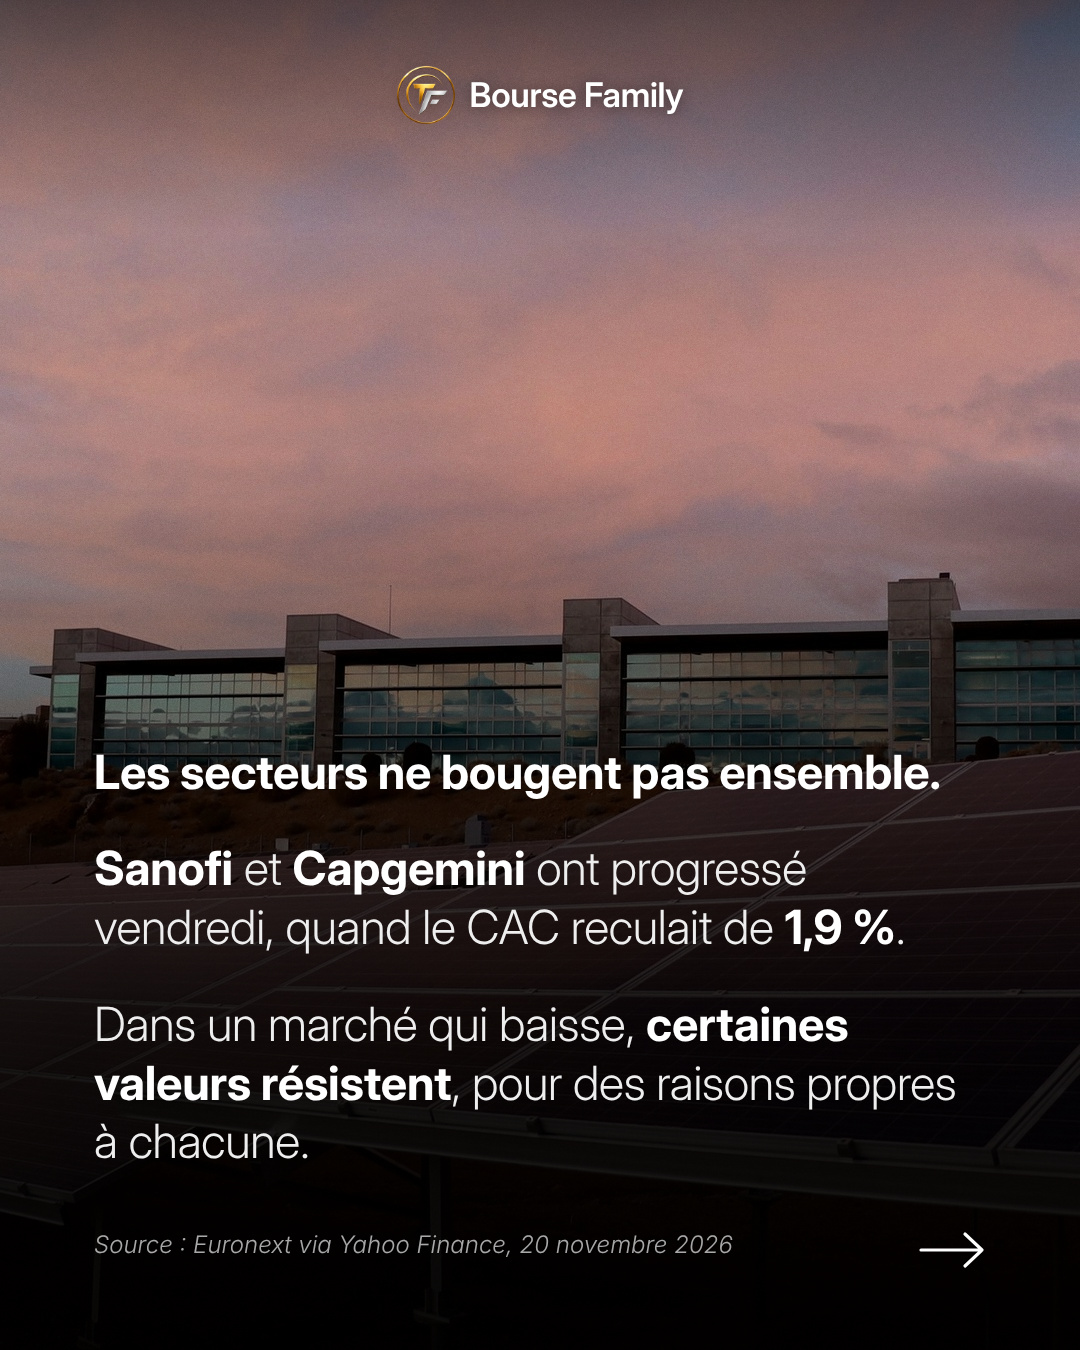 Bourse Family
Les secteurs ne bougent pas ensemble.
Sanofi et Capgemini ont progressé
vendredi, quand le CAC reculait de 1,9 %.
Dans un marché qui baisse, certaines
valeurs résistent, pour des raisons propres
à chacune.
Source : Euronext via Yahoo Finance, 20 novembre 2026